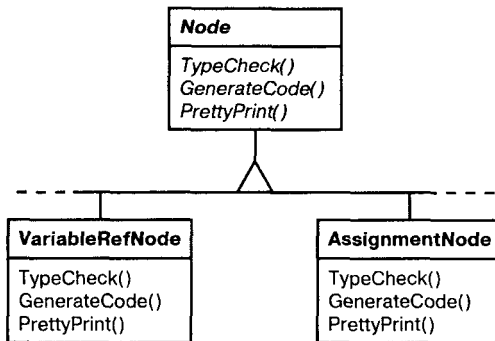 Node
TypeCheck()
GenerateCode()
PrettyPrint()
VariableRefNode
TypeCheck()
GenerateCode()
PrettyPrint()
AssignmentNode
TypeCheck()
GenerateCode()
PrettyPrint()